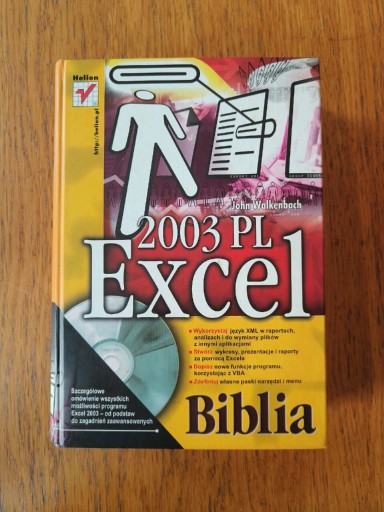 Helion
http://helion.pl
John Walkenbach
2003 PL
Excel
Wykorzystaj język XML w raportach,
analizach i do wymiany plików
z innymi aplikacjami
Stwórz wykresy, prezentacje i raporty
za pomocą Excela
Dopisz nowe funkcje programu,
korzystając z VBA
Zdefiniuj własne paski narzędzi i menu
Szczegółowe
omówienie wszystkich
możliwości programu
Excel 2003 – od podstaw
do zagadnień zaawansowanych
Biblia